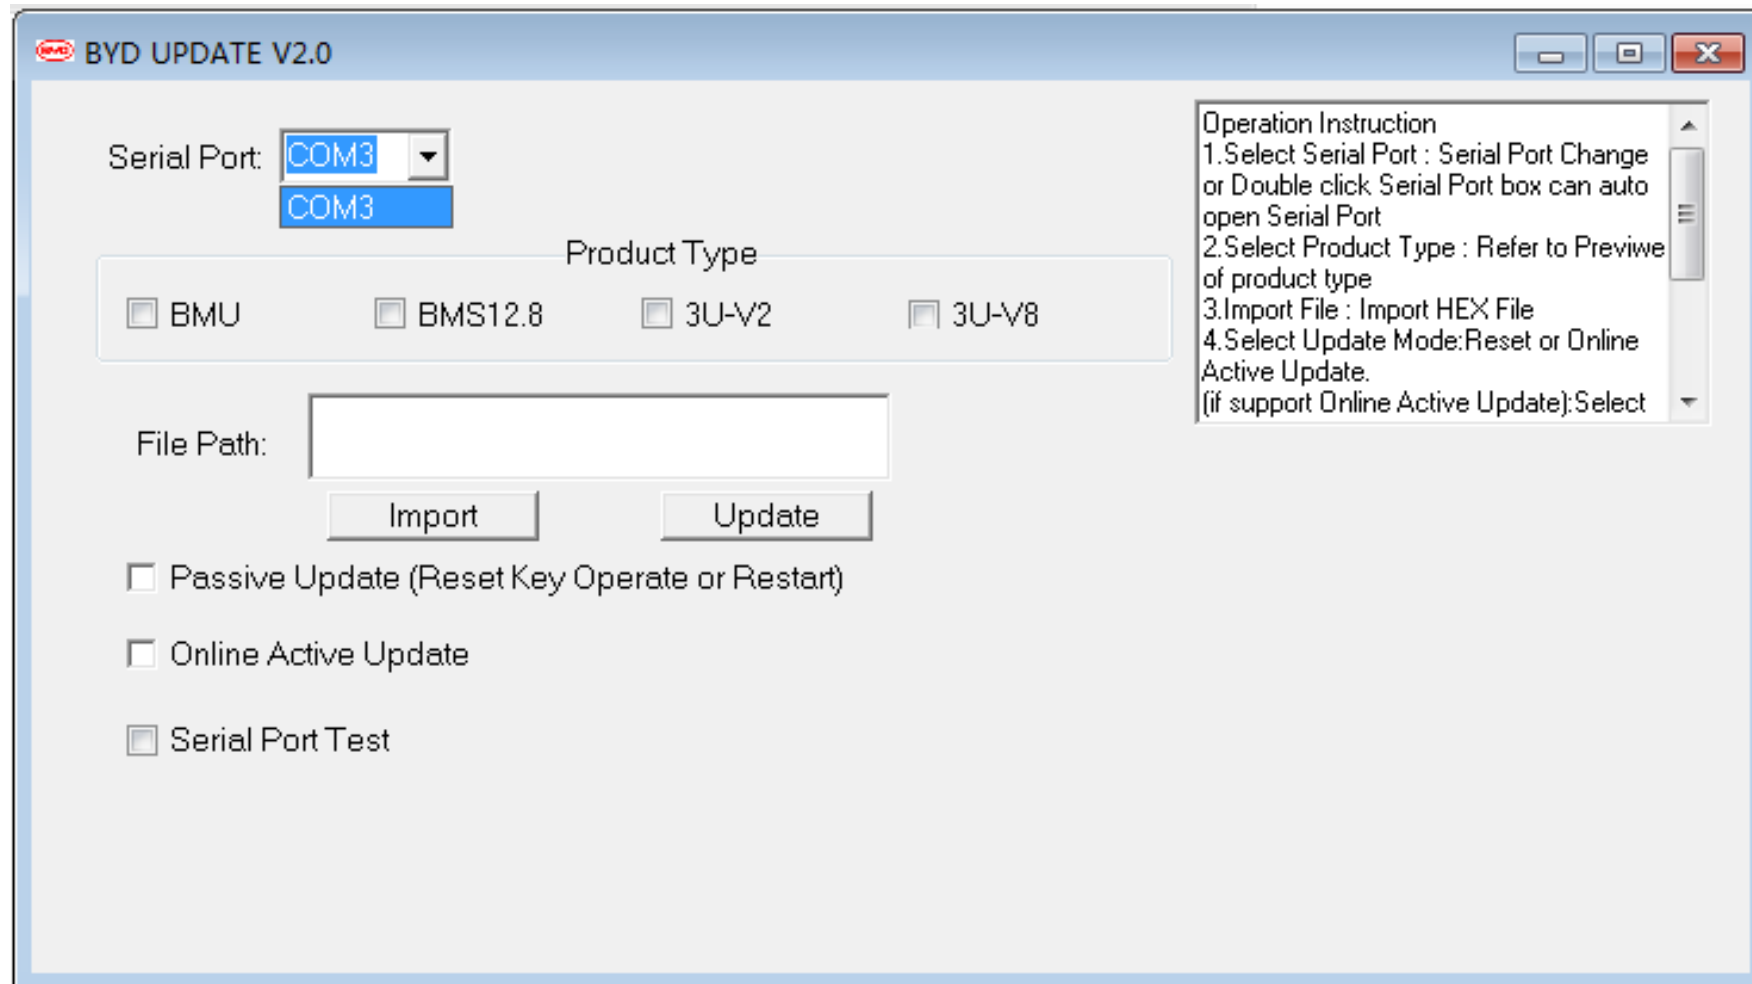 BYD BYD UPDATE V2.0
Serial Port: COM3
COM3
Product Type
BMU BMS12.8 3U-V2 3U-V8
File Path:
Import Update
Passive Update (Reset Key Operate or Restart)
Online Active Update
Serial Port Test
Operation Instruction
1.Select Serial Port : Serial Port Change
or Double click Serial Port box can auto
open Serial Port
2.Select Product Type : Refer to Previwe
of product type
3.Import File : Import HEX File
4.Select Update Mode:Reset or Online
Active Update.
(if support Online Active Update):Select